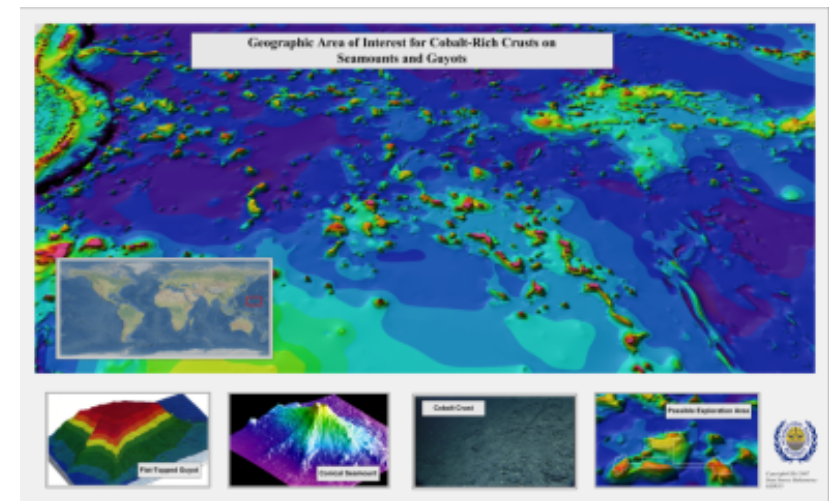 Geographic Area of Interest for Cobalt-Rich Crusts on
Seamounts and Guyots
Flat-Topped Guyot
Conical Seamount
Cobalt Crust
Possible Exploration Area